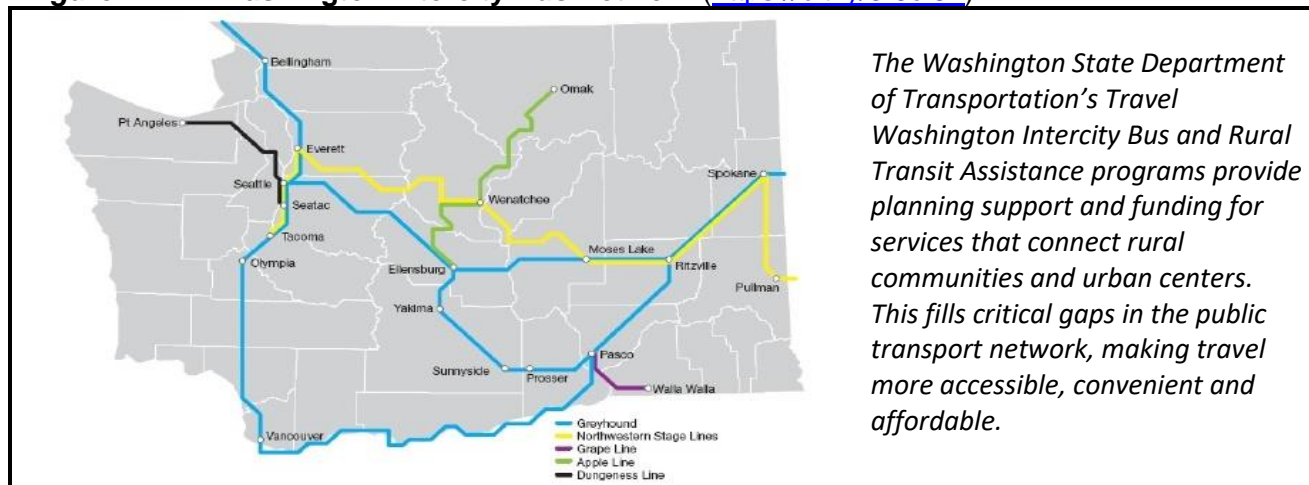 Bellingham
Omak
Pt Angeles
Everett
Spokane
Seattle
Wenatchee
Seatac
Tacoma
Moses Lake
Olympia
Ellensburg
Ritzville
Pullman
Yakima
Pasco
Sunnyside
Prosser
Walla Walla
Vancouver
Greyhound
Northwestern Stage Lines
Grape Line
Apple Line
Dungeness Line
The Washington State Department
of Transportation’s Travel
Washington Intercity Bus and Rural
Transit Assistance programs provide
planning support and funding for
services that connect rural
communities and urban centers.
This fills critical gaps in the public
transport network, making travel
more accessible, convenient and
affordable.